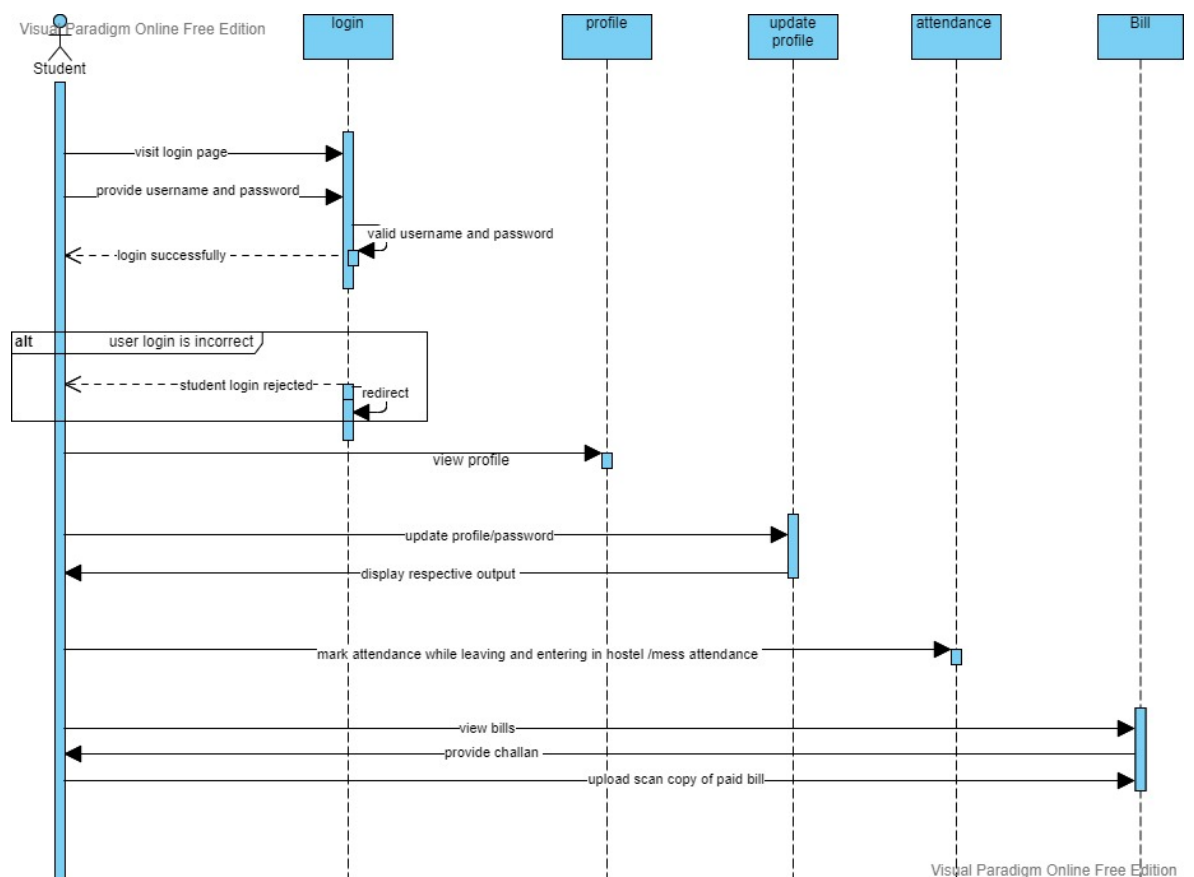 Visual Paradigm Online Free Edition
login
profile
update
profile
attendance
Bill
Student
visit login page
provide username and password
valid username and password
login successfully
alt
user login is incorrect
student login rejected
redirect
view profile
update profile/password
display respective output
mark attendance while leaving and entering in hostel /mess attendance
view bills
provide challan
upload scan copy of paid bill
Visual Paradigm Online Free Edition